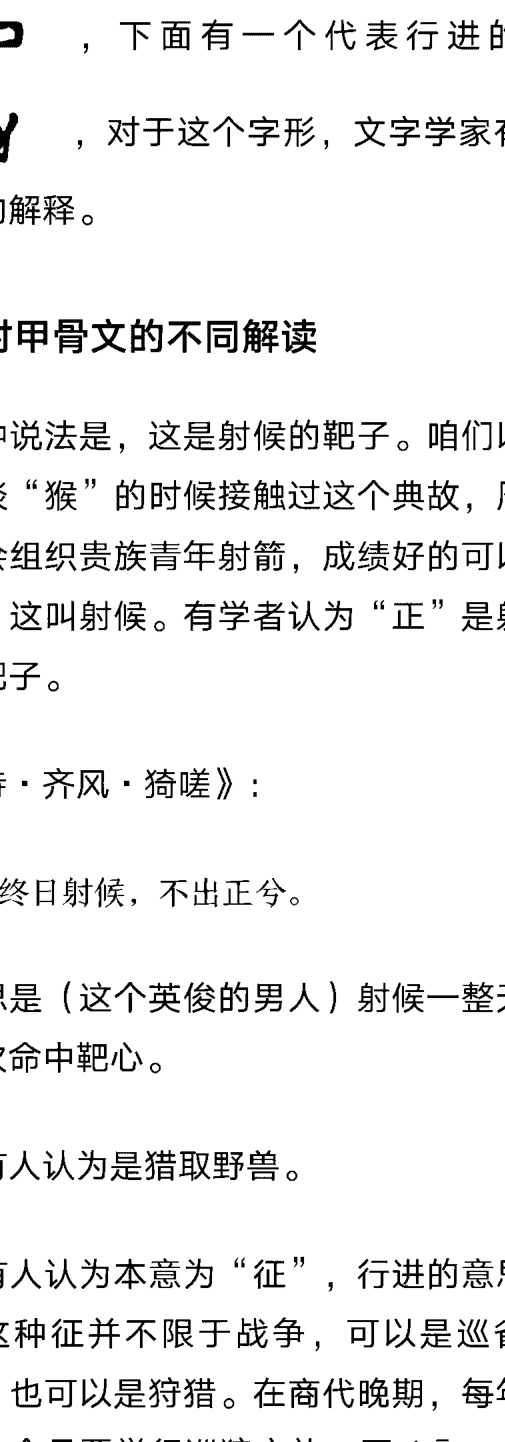 ，下面有一个代表行进的
，对于这个字形，文字学家有
解释。
对甲骨文的不同解读
种说法是，这是射候的靶子。咱们以
谈“猴”的时候接触过这个典故，
会组织贵族青年射箭，成绩好的可以
这叫射候。有学者认为“正”是射
靶子。
诗·齐风·猗嗟》：
终日射候，不出正兮。
思是（这个英俊的男人）射候一整天
次命中靶心。
有人认为是猎取野兽。
有人认为本意为“征”，行进的意思
这种征并不限于战争，可以是巡省
也可以是狩猎。在商代晚期，每年